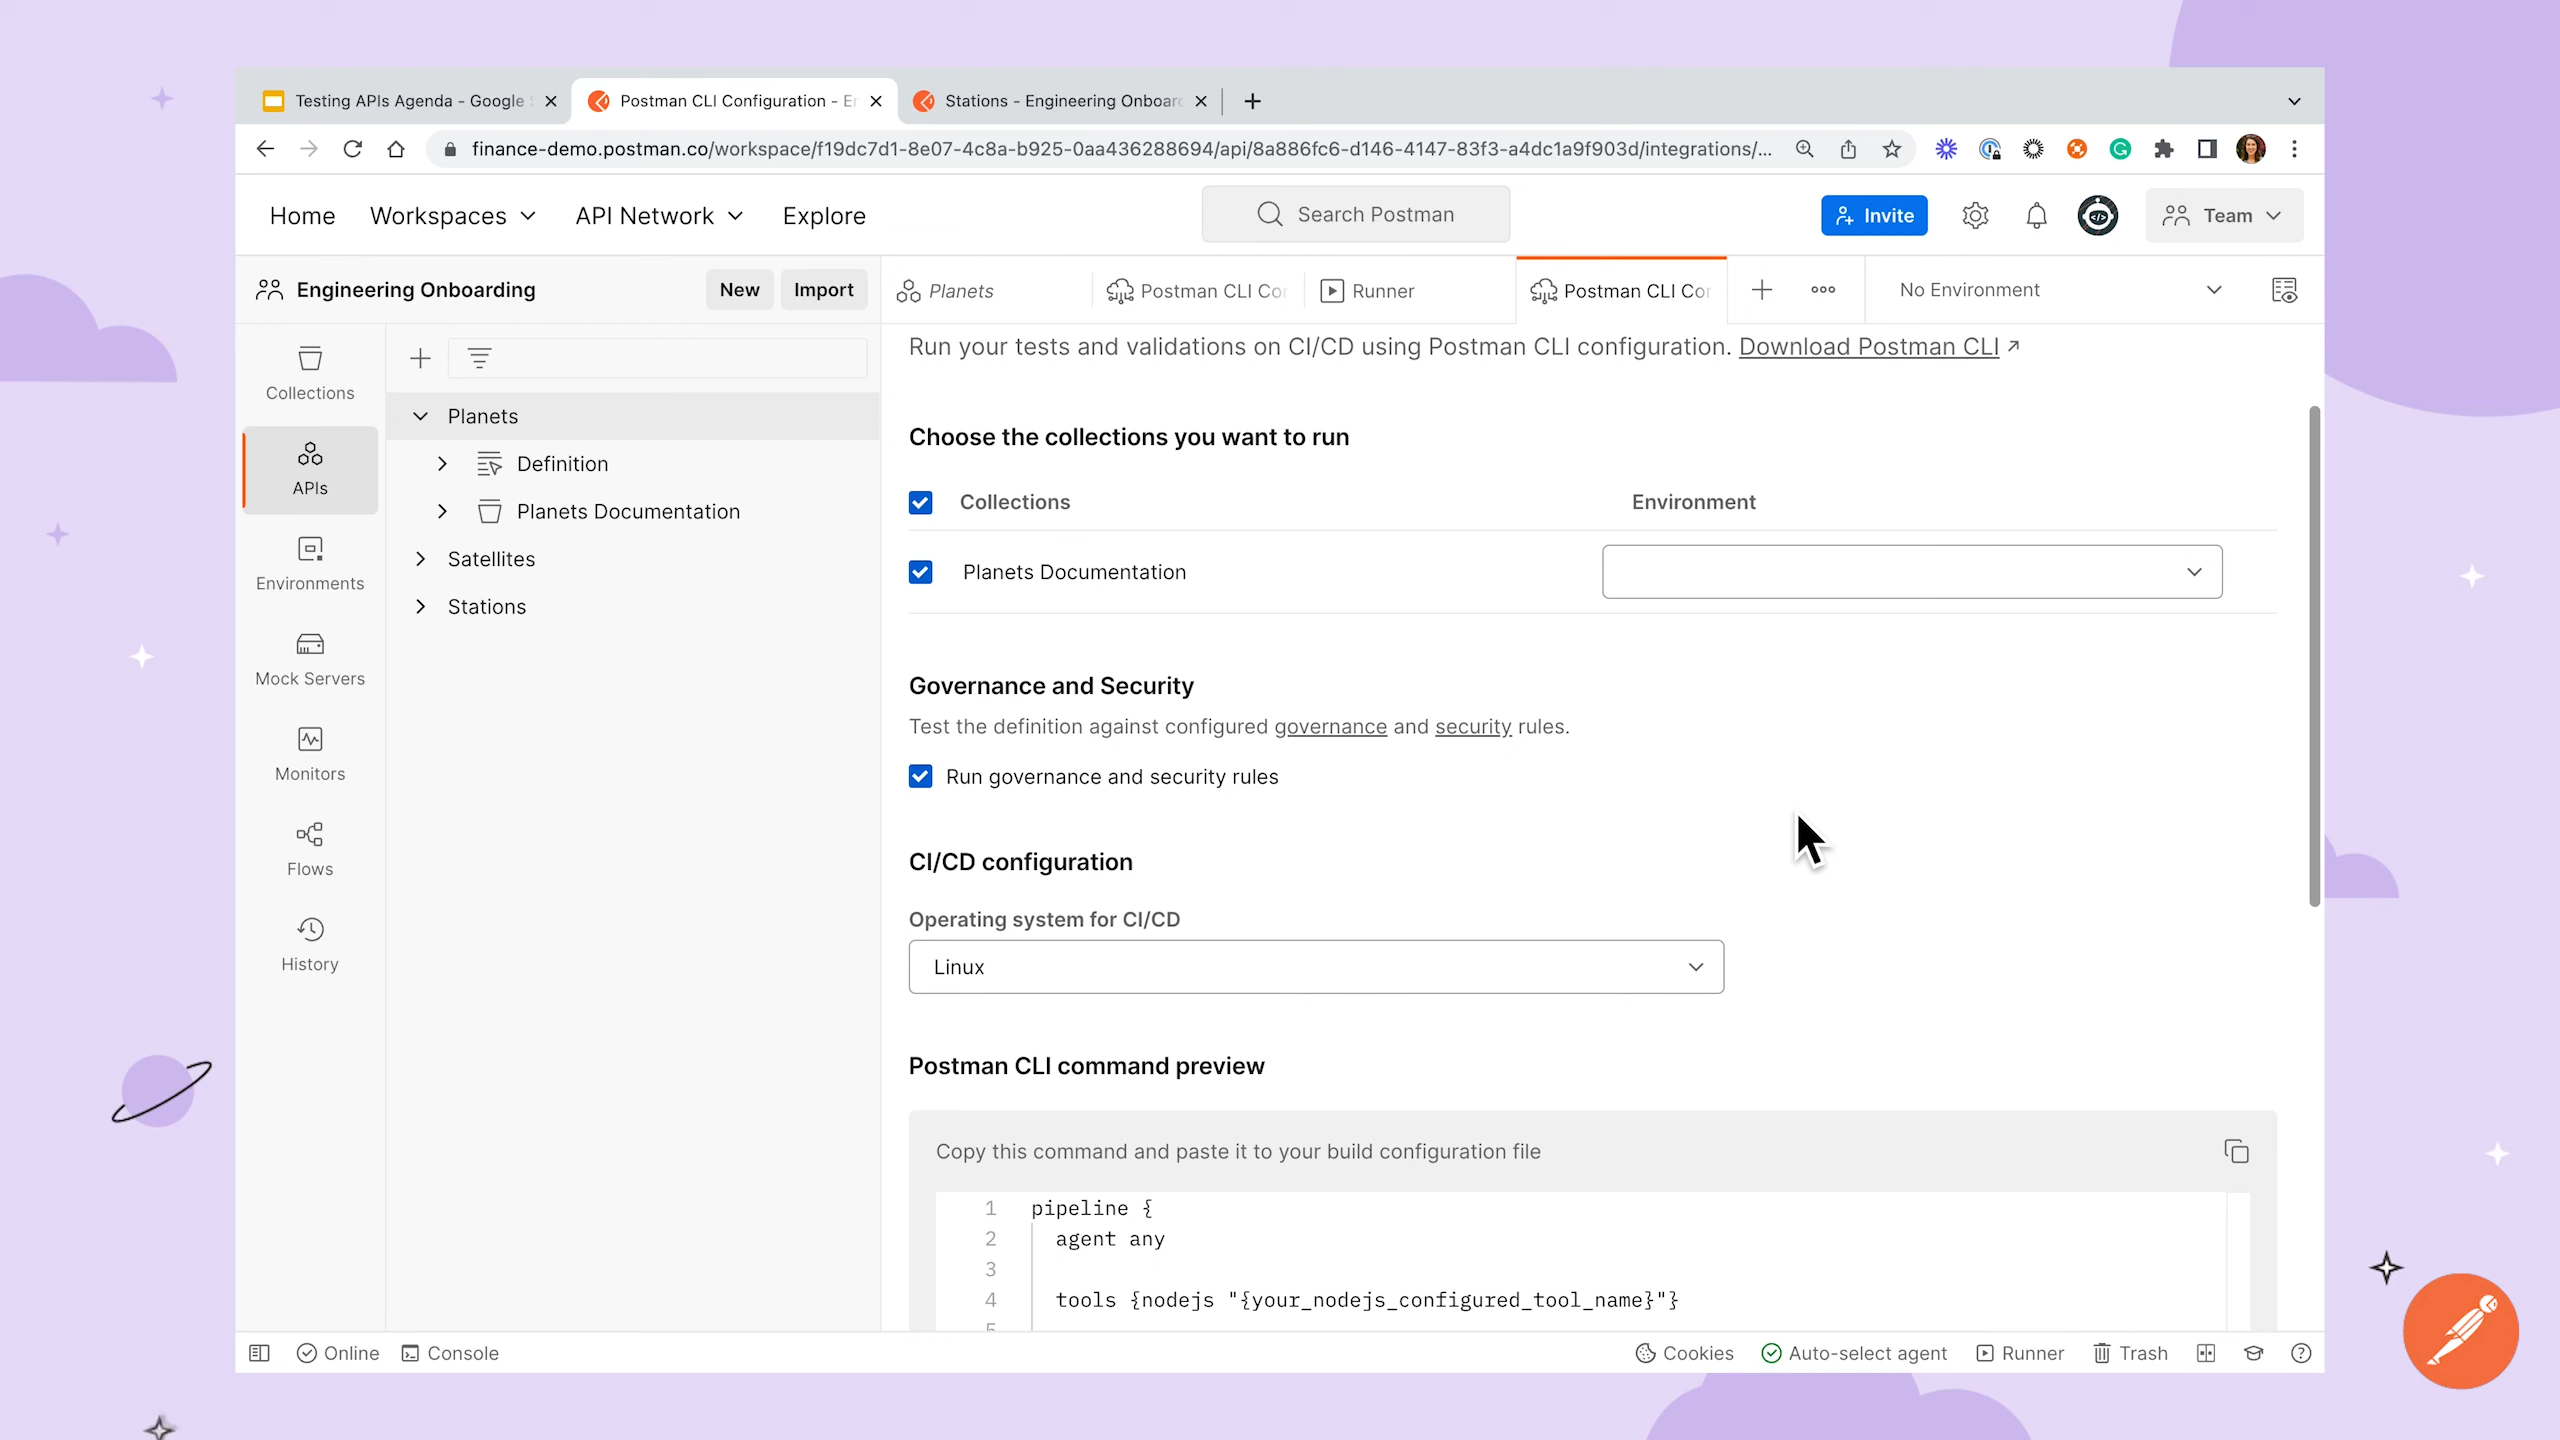 Testing APIs Agenda - Google S
Postman CLI Configuration - En
Stations - Engineering Onboard
finance-demo.postman.co/workspace/f19dc7d1-8e07-4c8a-b925-0aa436288694/api/8a886fc6-d146-4147-83f3-a4dc1a9f903d/integrations/...
Home
Workspaces
API Network
Explore
Search Postman
Invite
Team
Engineering Onboarding
New
Import
Planets
Postman CLI Cor
Runner
Postman CLI Cor
No Environment
Collections
APIs
Environments
Mock Servers
Monitors
Flows
History
Planets
Definition
Planets Documentation
Satellites
Stations
Run your tests and validations on CI/CD using Postman CLI configuration. Download Postman CLI
Choose the collections you want to run
Collections
Environment
Planets Documentation
Governance and Security
Test the definition against configured governance and security rules.
Run governance and security rules
CI/CD configuration
Operating system for CI/CD
Linux
Postman CLI command preview
Copy this command and paste it to your build configuration file
1 pipeline {
2 agent any
3
4 tools {nodejs "{your_nodejs_configured_tool_name}"}
5
Online
Console
Cookies
Auto-select agent
Runner
Trash